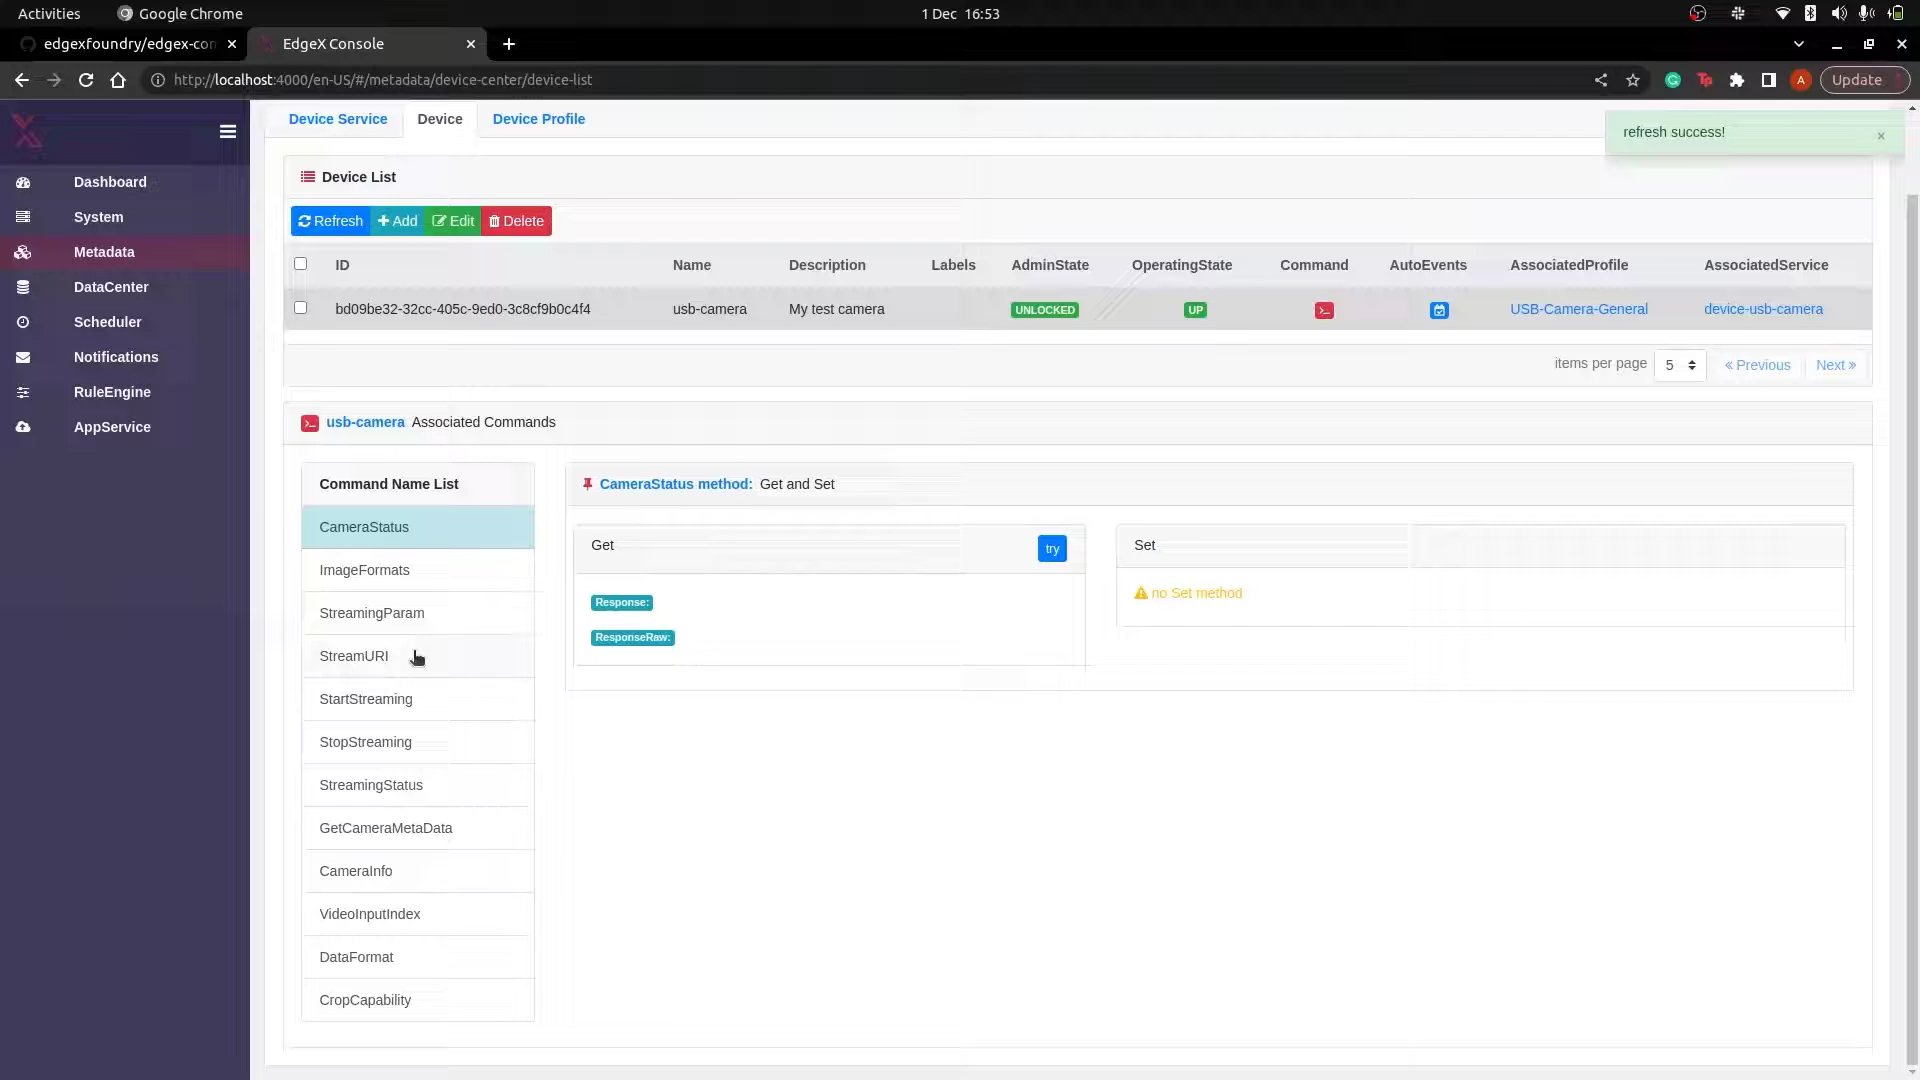 Activities
Google Chrome
1 Dec 16:53
edgexfoundry/edgex-con
EdgeX Console
http://localhost:4000/en-US/#/metadata/device-center/device-list
A
Update
Dashboard
System
Metadata
DataCenter
Scheduler
Notifications
RuleEngine
AppService
Device Service
Device
Device Profile
refresh success!
Device List
Refresh
Add
Edit
Delete
ID Name Description Labels AdminState OperatingState Command AutoEvents AssociatedProfile AssociatedService
bd09be32-32cc-405c-9ed0-3c8cf9b0c4f4 usb-camera My test camera UNLOCKED UP USB-Camera-General device-usb-camera
items per page 5 « Previous Next »
usb-camera Associated Commands
Command Name List
CameraStatus
ImageFormats
StreamingParam
StreamURI
StartStreaming
StopStreaming
StreamingStatus
GetCameraMetaData
CameraInfo
VideoInputIndex
DataFormat
CropCapability
CameraStatus method: Get and Set
Get
try
Response:
ResponseRaw:
Set
no Set method